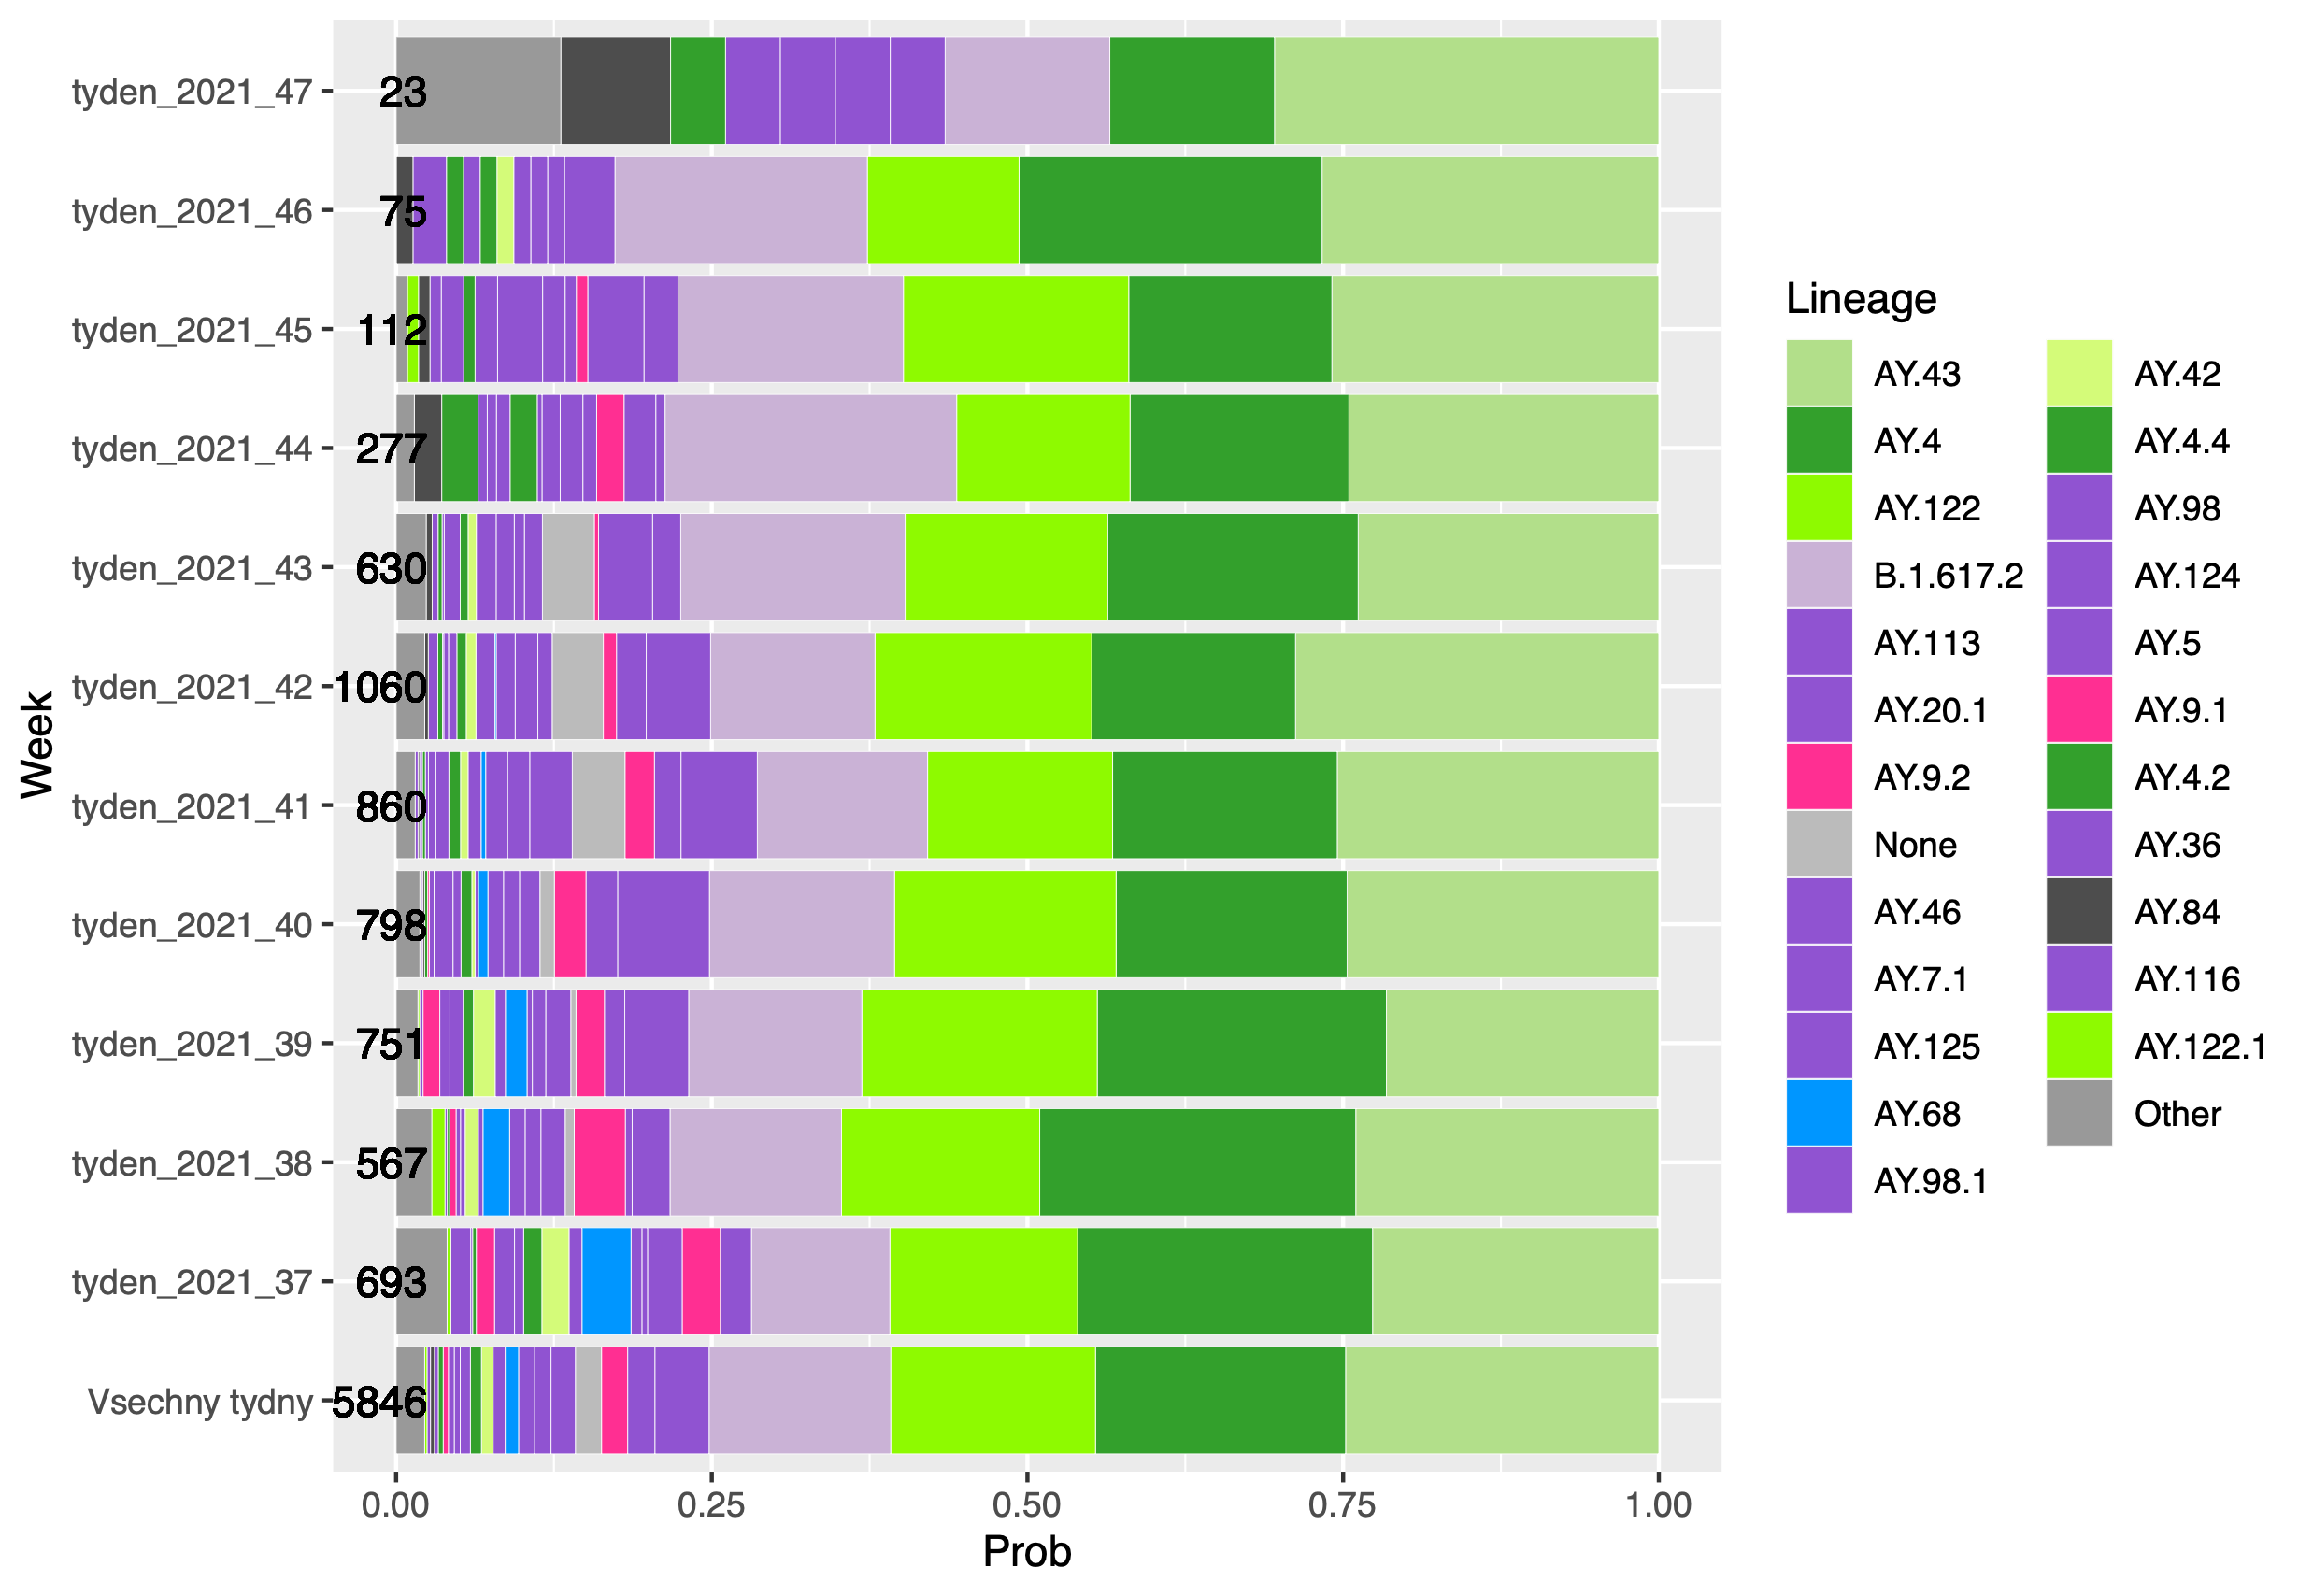 tyden_2021_47 23
tyden_2021_46 75
tyden_2021_45 112
tyden_2021_44 277
tyden_2021_43 630
tyden_2021_42 1060
tyden_2021_41 860
tyden_2021_40 798
tyden_2021_39 751
tyden_2021_38 567
tyden_2021_37 693
Vsechny tydny 5846
0.00 0.25 0.50 0.75 1.00
Prob
Week
Lineage
AY.43
AY.4
AY.122
B.1.617.2
AY.113
AY.20.1
AY.9.2
None
AY.46
AY.7.1
AY.125
AY.68
AY.98.1
AY.42
AY.4.4
AY.98
AY.124
AY.5
AY.9.1
AY.4.2
AY.36
AY.84
AY.116
AY.122.1
Other